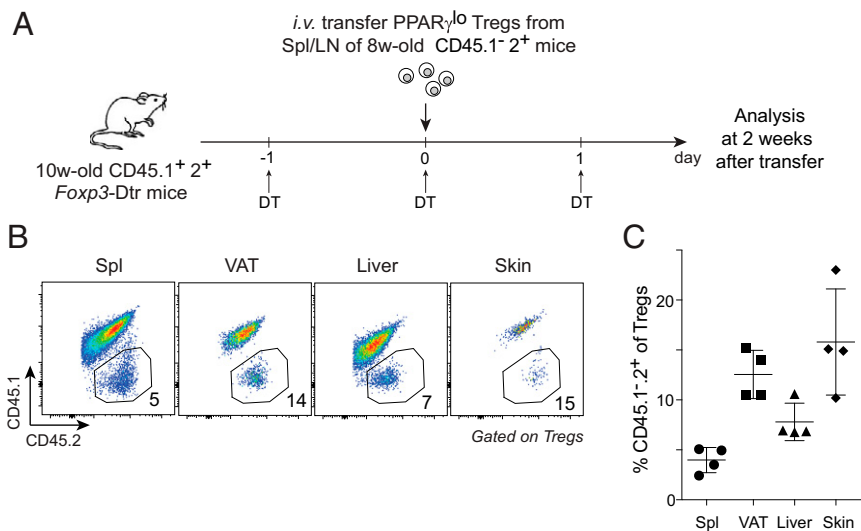 A
i.v. transfer PPARγlo Tregs from
Spl/LN of 8w-old CD45.1- 2+ mice
10w-old CD45.1+ 2+
Foxp3-Dtr mice
-1
0
1
day
DT
DT
DT
Analysis
at 2 weeks
after transfer
B
Spl
VAT
Liver
Skin
5
14
7
15
CD45.1
CD45.2
Gated on Tregs
C
% CD45.1-.2+ of Tregs
20
10
0
Spl
VAT
Liver
Skin